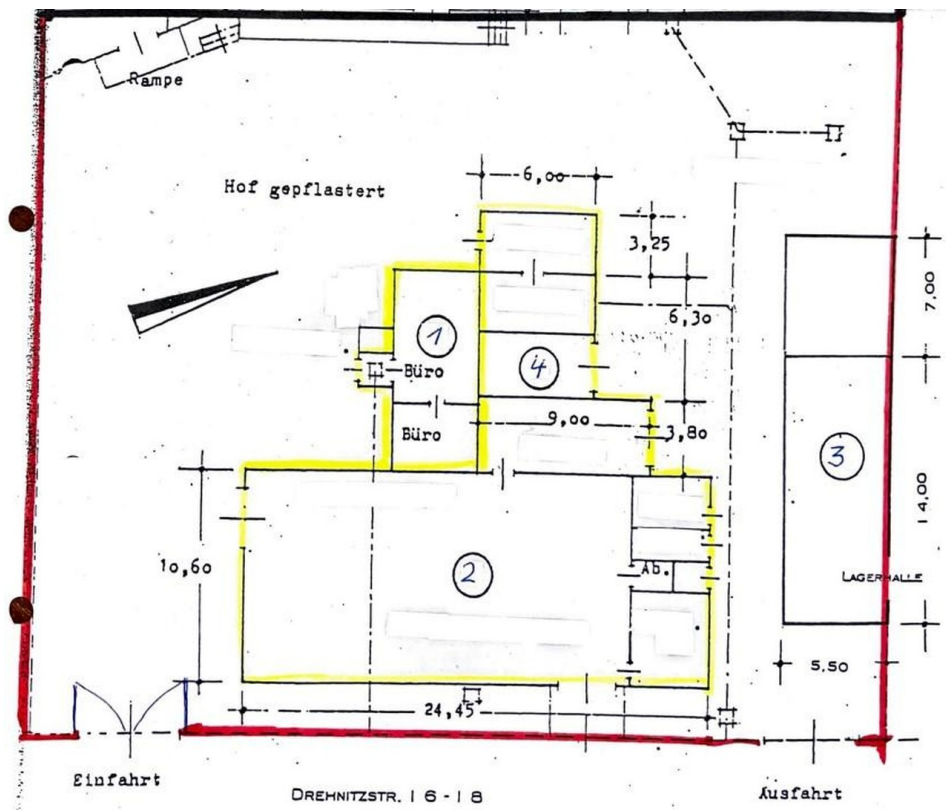 Rampe
Hof gepflastert
6,00
3,25
6,30
7,00
1
Büro
4
9,00
3,80
Büro
3
14,00
10,60
2
Ab.
LAGERHALLE
5.50
24,45
Einfahrt
DREHNITZSTR. 16-18
Ausfahrt